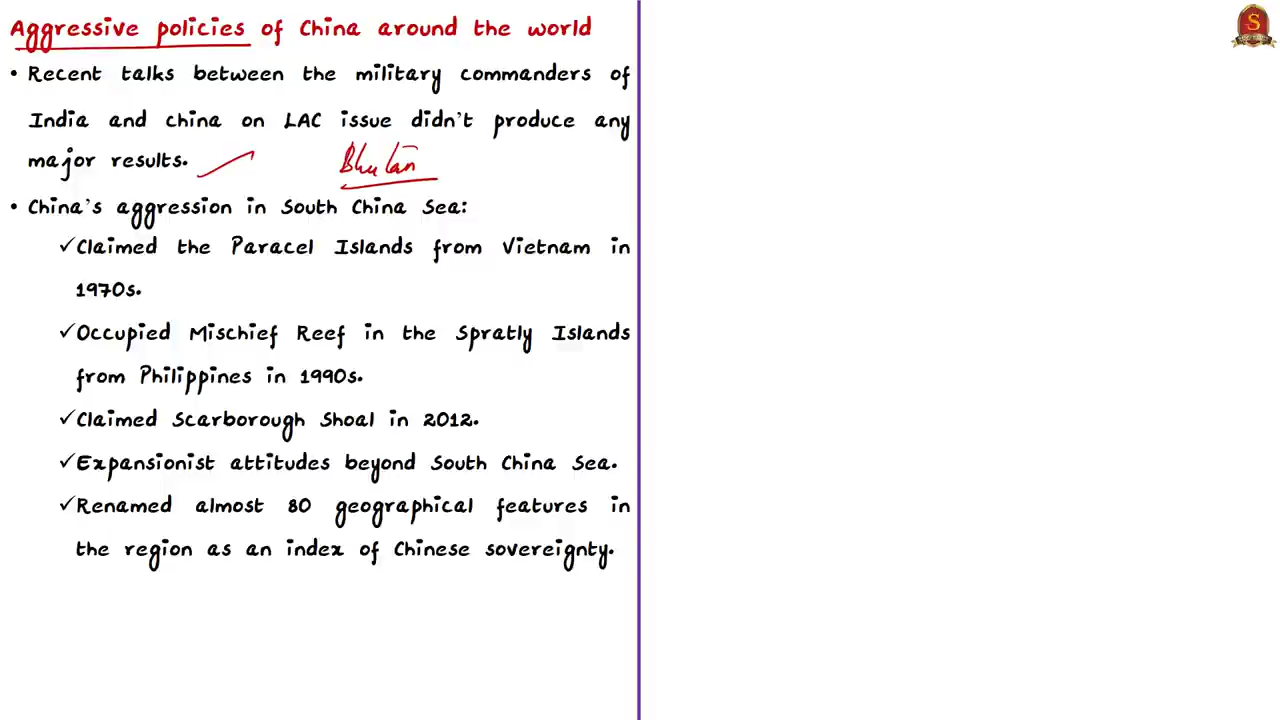 Aggressive policies of China around the world
• Recent talks between the military commanders of
India and china on LAC issue didn't produce any
major results.
Bhutan
• China's aggression in South China Sea:
✓Claimed the Paracel Islands from Vietnam in
1970s.
✓Occupied Mischief Reef in the Spratly Islands
from Philippines in 1990s.
✓Claimed Scarborough Shoal in 2012.
✓Expansionist attitudes beyond South China Sea.
✓Renamed almost 80 geographical features in
the region as an index of Chinese sovereignty.
S